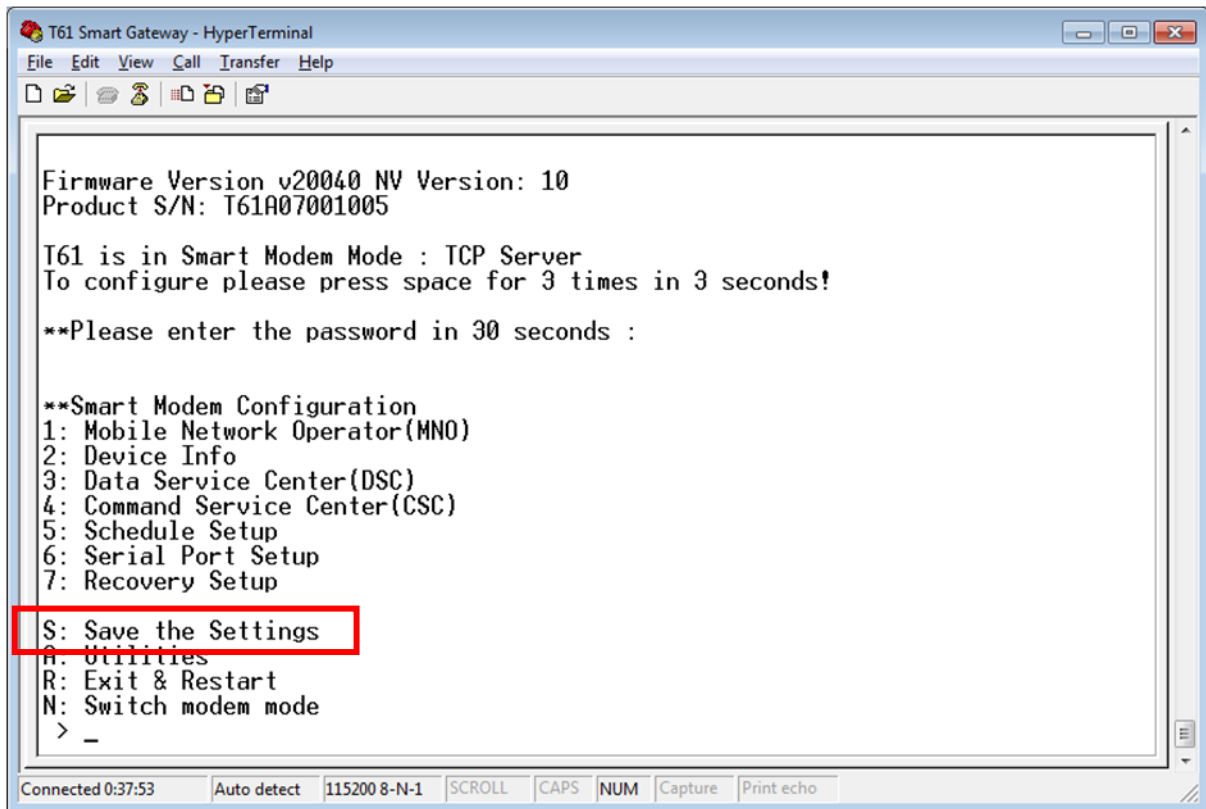 T61 Smart Gateway - HyperTerminal
File Edit View Call Transfer Help
Firmware Version v20040 NV Version: 10
Product S/N: T61A07001005
T61 is in Smart Modem Mode : TCP Server
To configure please press space for 3 times in 3 seconds!
**Please enter the password in 30 seconds :
**Smart Modem Configuration
1: Mobile Network Operator(MNO)
2: Device Info
3: Data Service Center(DSC)
4: Command Service Center(CSC)
5: Schedule Setup
6: Serial Port Setup
7: Recovery Setup
S: Save the Settings
A: Utilities
R: Exit & Restart
N: Switch modem mode
> _
Connected 0:37:53 Auto detect 115200 8-N-1 SCROLL CAPS NUM Capture Print echo